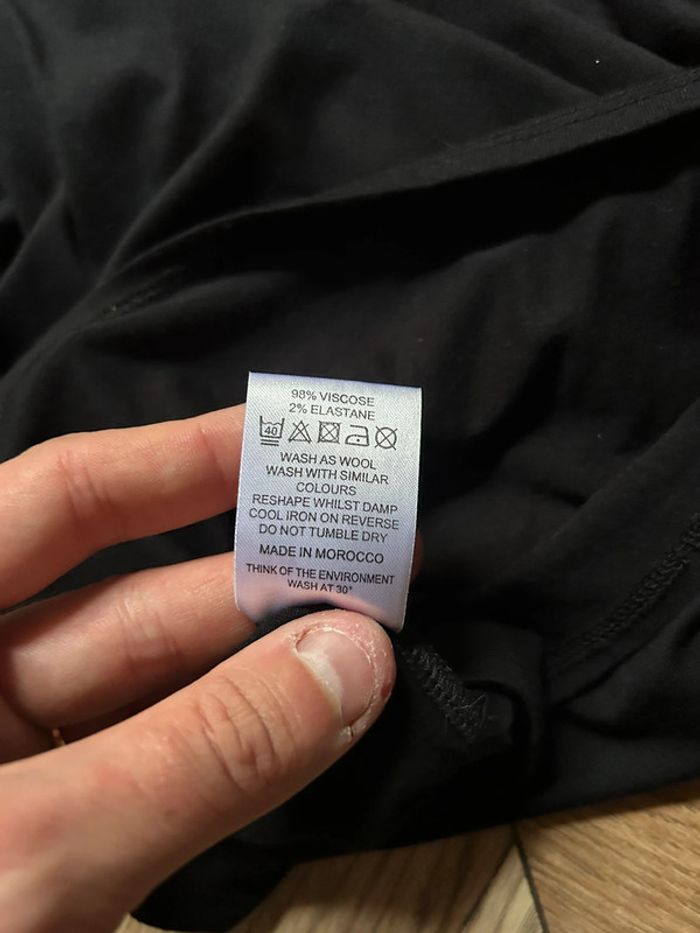 98% VISCOSE
2% ELASTANE
40
WASH AS WOOL
WASH WITH SIMILAR
COLOURS
RESHAPE WHILST DAMP
COOL IRON ON REVERSE
DO NOT TUMBLE DRY
MADE IN MOROCCO
THINK OF THE ENVIRONMENT
WASH AT 30°